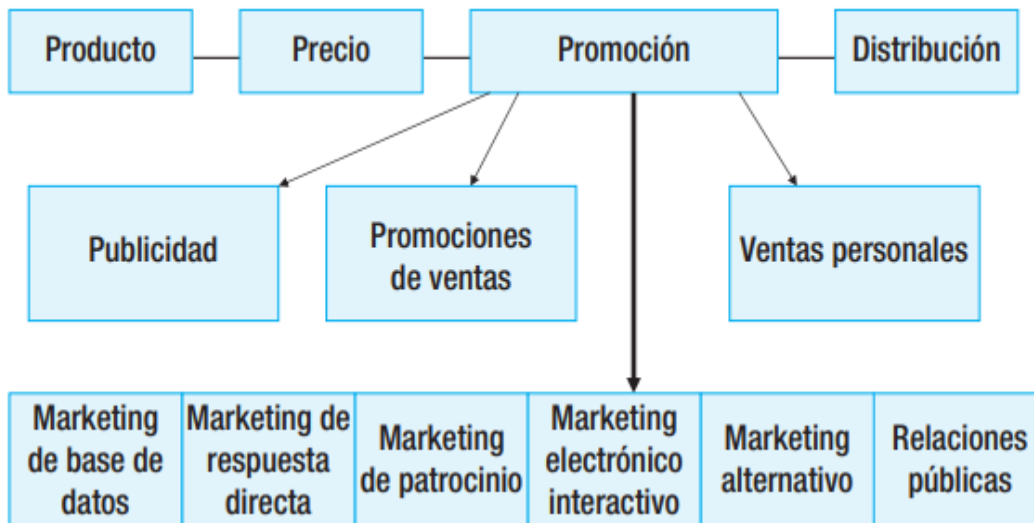 Producto
Precio
Promoción
Distribución
Publicidad
Promociones
de ventas
Ventas personales
Marketing
de base de
datos
Marketing de
respuesta
directa
Marketing
de patrocinio
Marketing
electrónico
interactivo
Marketing
alternativo
Relaciones
públicas